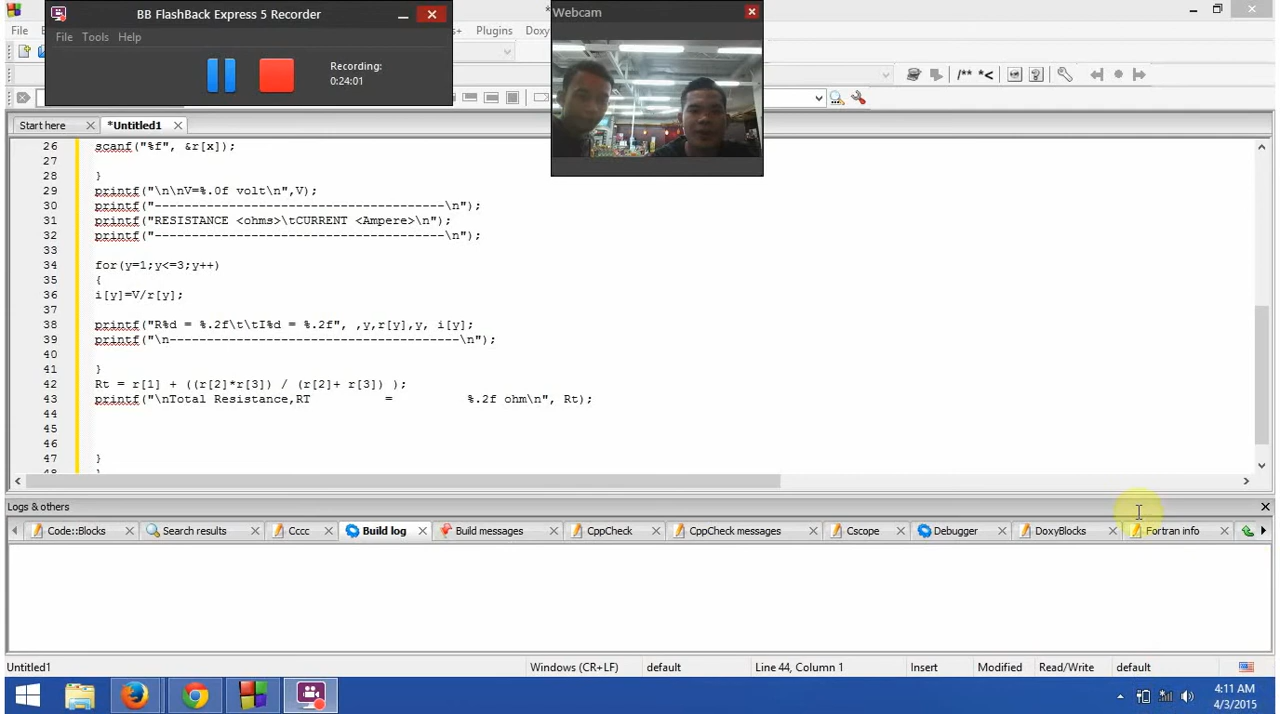 BB FlashBack Express 5 Recorder
File Tools Help
Recording:
0:24:01
Webcam
File
Plugins Doxy
/** *<
Start here *Untitled1
26 scanf("%f", &r[x]);
27
28 }
29 printf("\n\nV=%.0f volt\n",V);
30 printf("---------------------------------------\n");
31 printf("RESISTANCE <ohms>\tCURRENT <Ampere>\n");
32 printf("---------------------------------------\n");
33
34 for(y=1;y<=3;y++)
35 {
36 i[y]=V/r[y];
37
38 printf("R%d = %.2f\t\tI%d = %.2f", ,y,r[y],y, i[y];
39 printf("\n---------------------------------------\n");
40
41 }
42 Rt = r[1] + ((r[2]*r[3]) / (r[2]+ r[3]) );
43 printf("\nTotal Resistance,RT          =          %.2f ohm\n", Rt);
44
45
46
47 }
48 }
Logs & others
Code::Blocks Search results Cccc Build log Build messages CppCheck CppCheck messages Cscope Debugger DoxyBlocks Fortran info
Untitled1 Windows (CR+LF) default Line 44, Column 1 Insert Modified Read/Write default
4:11 AM
4/3/2015